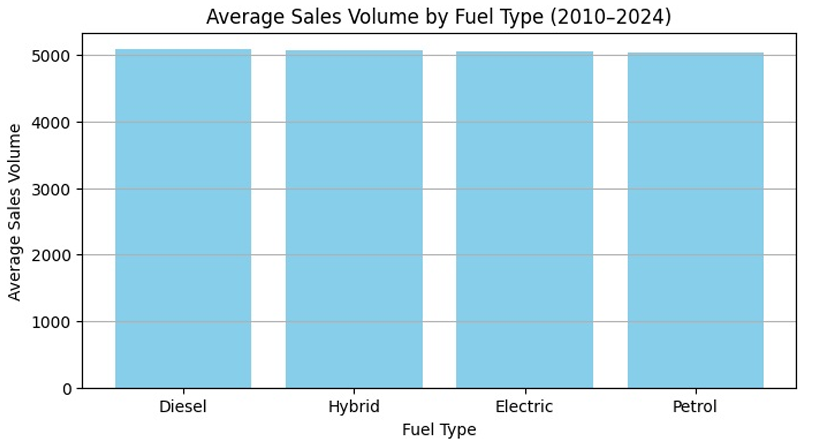 Average Sales Volume by Fuel Type (2010–2024)
Average Sales Volume
5000
4000
3000
2000
1000
0
Diesel Hybrid Electric Petrol
Fuel Type